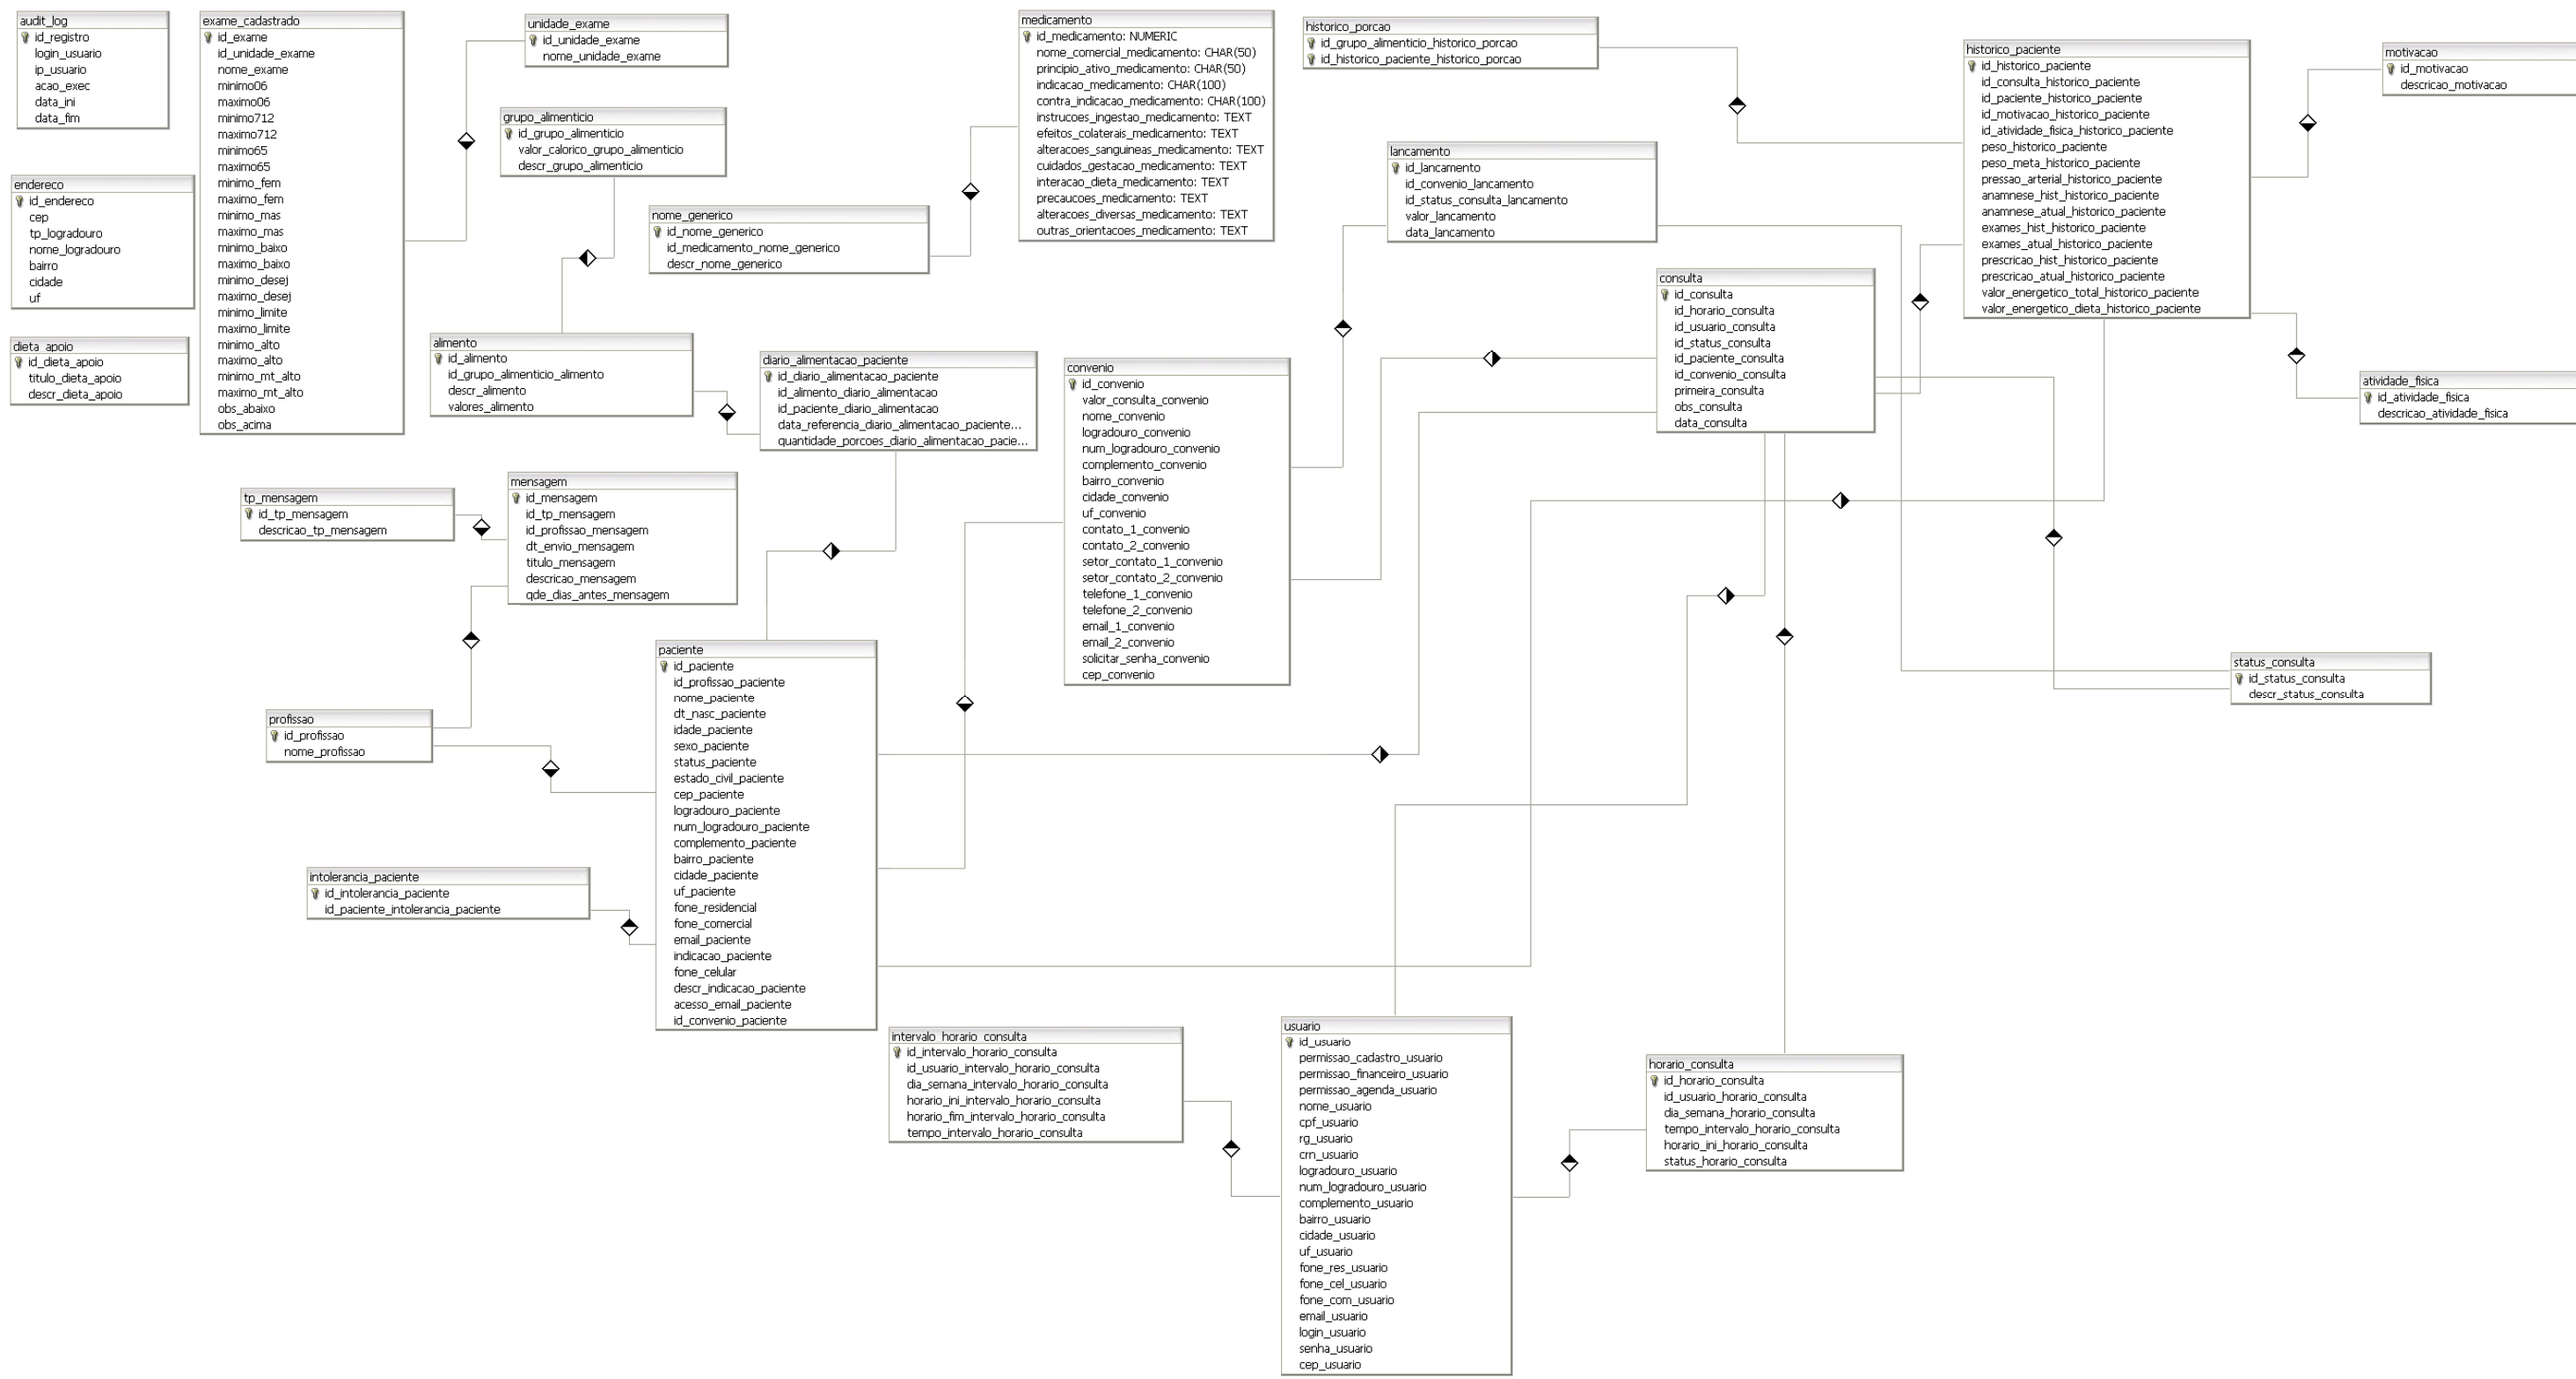 audit_log
id_registro
login_usuario
ip_usuario
acao_exec
data_ini
data_fim
endereco
id_endereco
cep
tp_logradouro
nome_logradouro
bairro
cidade
uf
dieta_apoio
id_dieta_apoio
titulo_dieta_apoio
descr_dieta_apoio
exame_cadastrado
id_exame
id_unidade_exame
nome_exame
minimo06
maximo06
minimo712
maximo712
minimo65
maximo65
minimo_fem
maximo_fem
minimo_mas
maximo_mas
minimo_baixo
maximo_baixo
minimo_desej
maximo_desej
minimo_limite
maximo_limite
minimo_alto
maximo_alto
minimo_mt_alto
maximo_mt_alto
obs_abaixo
obs_acima
unidade_exame
id_unidade_exame
nome_unidade_exame
grupo_alimenticio
id_grupo_alimenticio
valor_calorico_grupo_alimenticio
descr_grupo_alimenticio
nome_generico
id_nome_generico
id_medicamento_nome_generico
descr_nome_generico
medicamento
id_medicamento: NUMERIC
nome_comercial_medicamento: CHAR(50)
principio_ativo_medicamento: CHAR(50)
indicacao_medicamento: CHAR(100)
contra_indicacao_medicamento: CHAR(100)
instrucoes_ingestao_medicamento: TEXT
efeitos_colaterais_medicamento: TEXT
alteracoes_sanguineas_medicamento: TEXT
cuidados_gestacao_medicamento: TEXT
interacao_dieta_medicamento: TEXT
precaucoes_medicamento: TEXT
alteracoes_diversas_medicamento: TEXT
outras_orientacoes_medicamento: TEXT
alimento
id_alimento
id_grupo_alimenticio_alimento
descr_alimento
valores_alimento
diario_alimentacao_paciente
id_diario_alimentacao_paciente
id_alimento_diario_alimentacao
id_paciente_diario_alimentacao
data_referencia_diario_alimentacao_paciente...
quantidade_porcoes_diario_alimentacao_pacie...
historico_porcao
id_grupo_alimenticio_historico_porcao
id_historico_paciente_historico_porcao
lancamento
id_lancamento
id_convenio_lancamento
id_status_consulta_lancamento
valor_lancamento
data_lancamento
consulta
id_consulta
id_horario_consulta
id_usuario_consulta
id_status_consulta
id_paciente_consulta
id_convenio_consulta
primeira_consulta
obs_consulta
data_consulta
historico_paciente
id_historico_paciente
id_consulta_historico_paciente
id_paciente_historico_paciente
id_motivacao_historico_paciente
id_atividade_fisica_historico_paciente
peso_historico_paciente
peso_meta_historico_paciente
pressao_arterial_historico_paciente
anamnese_hist_historico_paciente
anamnese_atual_historico_paciente
exames_hist_historico_paciente
exames_atual_historico_paciente
prescricao_hist_historico_paciente
prescricao_atual_historico_paciente
valor_energetico_total_historico_paciente
valor_energetico_dieta_historico_paciente
motivacao
id_motivacao
descricao_motivacao
atividade_fisica
id_atividade_fisica
descricao_atividade_fisica
convenio
id_convenio
valor_consulta_convenio
nome_convenio
logradouro_convenio
num_logradouro_convenio
complemento_convenio
bairro_convenio
cidade_convenio
uf_convenio
contato_1_convenio
contato_2_convenio
setor_contato_1_convenio
setor_contato_2_convenio
telefone_1_convenio
telefone_2_convenio
email_1_convenio
email_2_convenio
solicitar_senha_convenio
cep_convenio
tp_mensagem
id_tp_mensagem
descricao_tp_mensagem
mensagem
id_mensagem
id_tp_mensagem
id_profissao_mensagem
dt_envio_mensagem
titulo_mensagem
descricao_mensagem
qde_dias_antes_mensagem
profissao
id_profissao
nome_profissao
paciente
id_paciente
id_profissao_paciente
nome_paciente
dt_nasc_paciente
idade_paciente
sexo_paciente
status_paciente
estado_civil_paciente
cep_paciente
logradouro_paciente
num_logradouro_paciente
complemento_paciente
bairro_paciente
cidade_paciente
uf_paciente
fone_residencial
fone_comercial
email_paciente
indicacao_paciente
fone_celular
descr_indicacao_paciente
acesso_email_paciente
id_convenio_paciente
intolerancia_paciente
id_intolerancia_paciente
id_paciente_intolerancia_paciente
status_consulta
id_status_consulta
descr_status_consulta
intervalo_horario_consulta
id_intervalo_horario_consulta
id_usuario_intervalo_horario_consulta
dia_semana_intervalo_horario_consulta
horario_ini_intervalo_horario_consulta
horario_fim_intervalo_horario_consulta
tempo_intervalo_horario_consulta
usuario
id_usuario
permissao_cadastro_usuario
permissao_financeiro_usuario
permissao_agenda_usuario
nome_usuario
cpf_usuario
rg_usuario
crn_usuario
logradouro_usuario
num_logradouro_usuario
complemento_usuario
bairro_usuario
cidade_usuario
uf_usuario
fone_res_usuario
fone_cel_usuario
fone_com_usuario
email_usuario
login_usuario
senha_usuario
cep_usuario
horario_consulta
id_horario_consulta
id_usuario_horario_consulta
dia_semana_horario_consulta
tempo_intervalo_horario_consulta
horario_ini_horario_consulta
status_horario_consulta